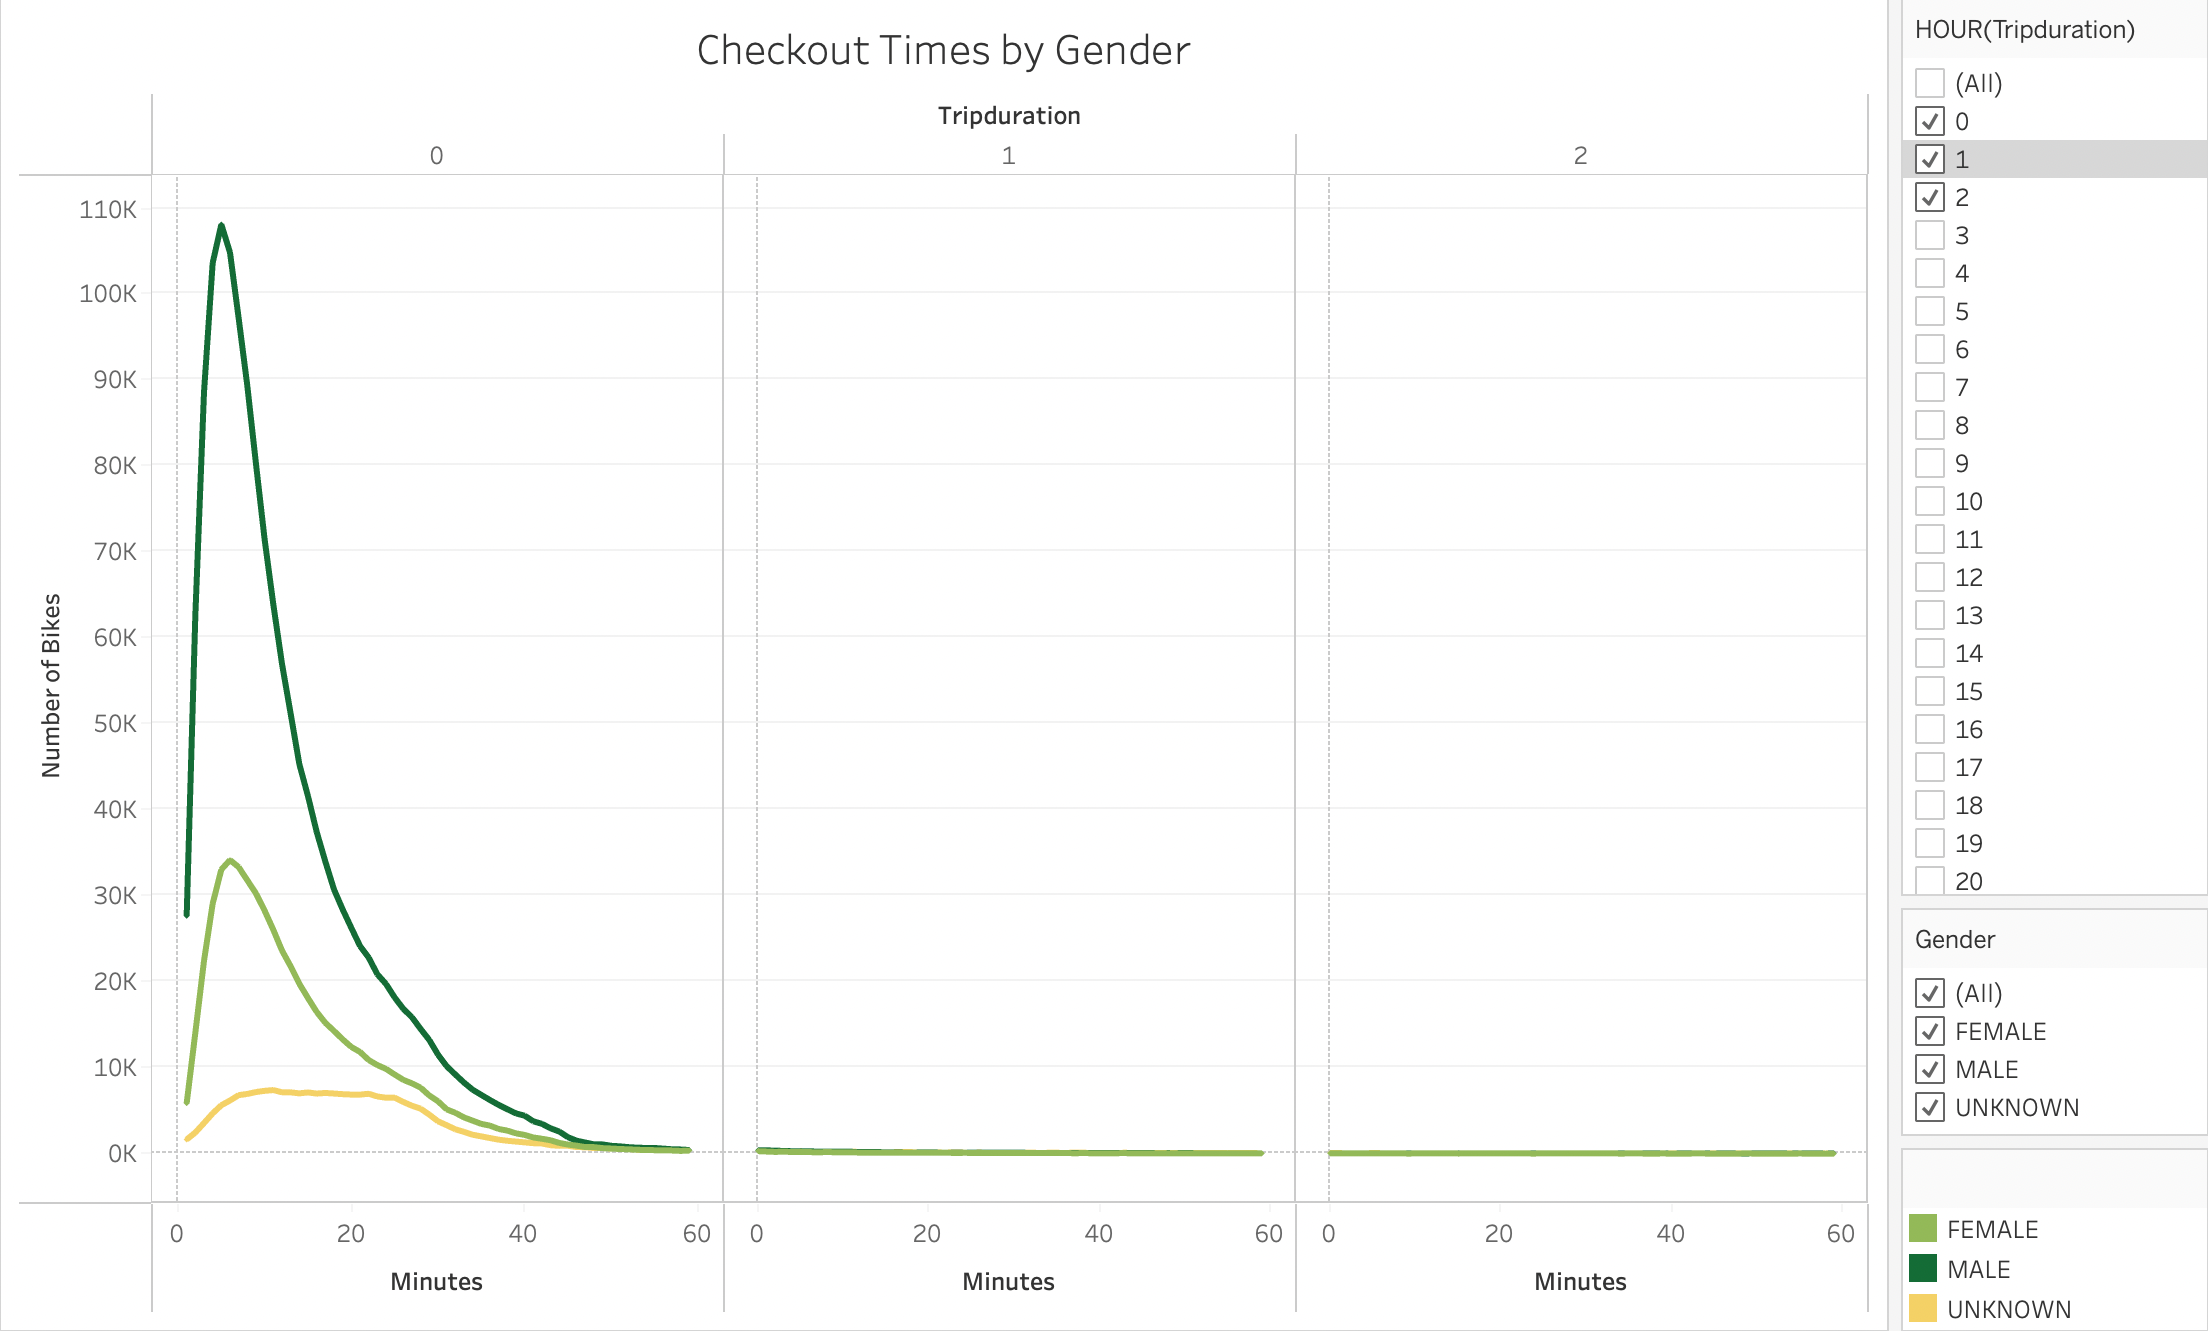 Checkout Times by Gender
Tripduration
0 1 2
110K
100K
90K
80K
70K
60K
50K
40K
30K
20K
10K
0K
Number of Bikes
0 20 40 60 0 20 40 60 0 20 40 60
Minutes Minutes Minutes
HOUR(Tripduration)
(All)
0
1
2
3
4
5
6
7
8
9
10
11
12
13
14
15
16
17
18
19
20
Gender
(All)
FEMALE
MALE
UNKNOWN
FEMALE
MALE
UNKNOWN